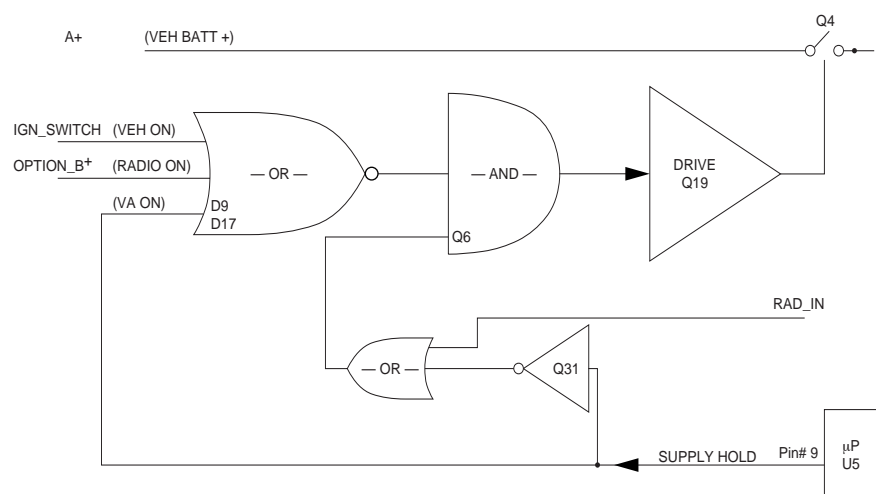 Q4
A+ (VEH BATT +)
IGN_SWITCH (VEH ON)
OPTION_B+ (RADIO ON)
(VA ON)
D9
D17
— OR —
— AND —
Q6
DRIVE
Q19
RAD_IN
— OR —
Q31
SUPPLY HOLD
Pin# 9
µP
U5